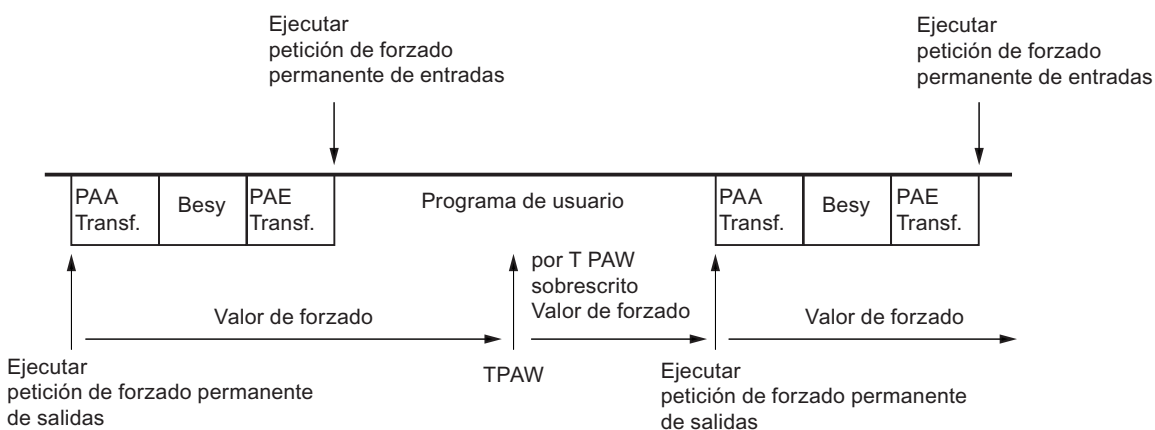 Ejecutar
petición de forzado
permanente de entradas
Ejecutar
petición de forzado
permanente de entradas
PAA
Transf.
Besy
PAE
Transf.
Programa de usuario
PAA
Transf.
Besy
PAE
Transf.
por T PAW
sobrescrito
Valor de forzado
Valor de forzado
Valor de forzado
Ejecutar
petición de forzado permanente
de salidas
TPAW
Ejecutar
petición de forzado permanente
de salidas